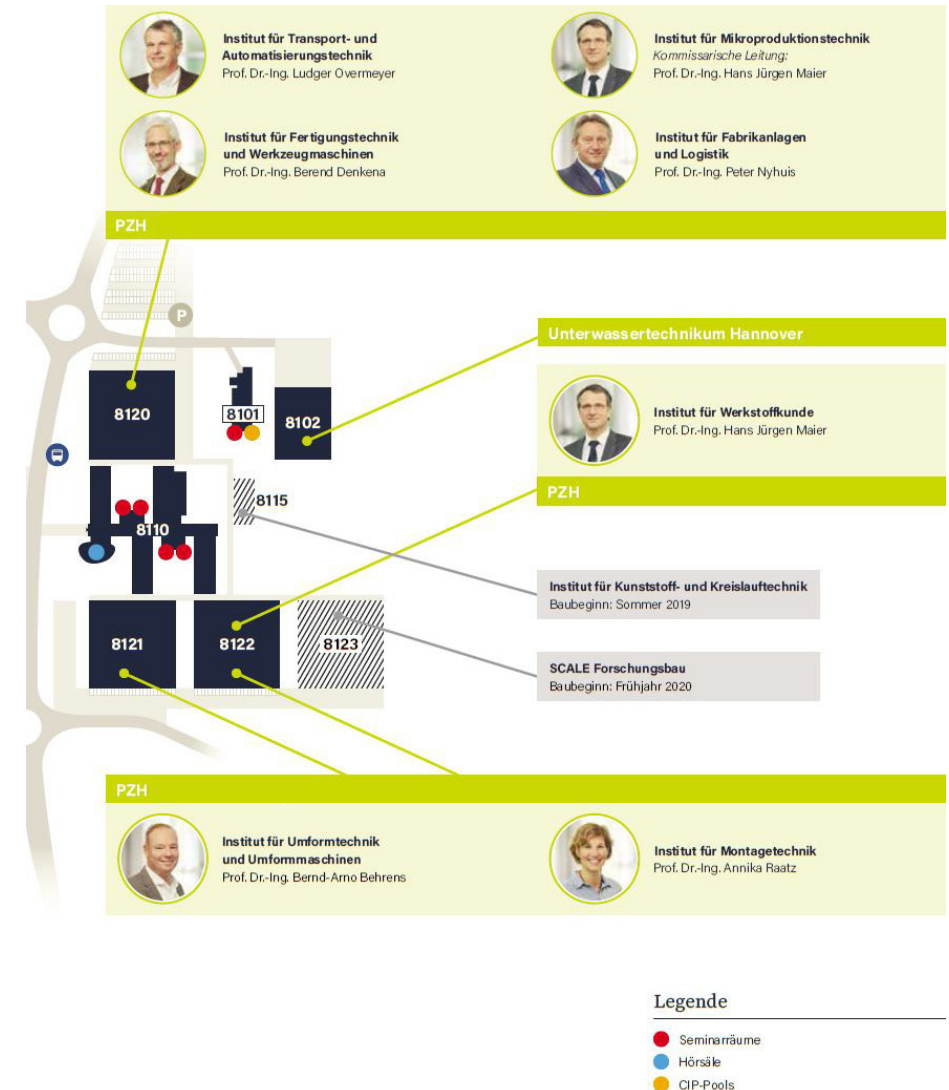 Institut für Transport- und
Automatisierungstechnik
Prof. Dr.-Ing. Ludger Overmeyer
Institut für Mikroproduktionstechnik
Kommissarische Leitung:
Prof. Dr.-Ing. Hans Jürgen Maier
Institut für Fertigungstechnik
und Werkzeugmaschinen
Prof. Dr.-Ing. Berend Denkena
Institut für Fabrikanlagen
und Logistik
Prof. Dr.-Ing. Peter Nyhuis
PZH
P
Unterwassertechnikum Hannover
8120
8101
8102
Institut für Werkstoffkunde
Prof. Dr.-Ing. Hans Jürgen Maier
PZH
8115
8110
Institut für Kunststoff- und Kreislauftechnik
Baubeginn: Sommer 2019
8121
8122
8123
SCALE Forschungsbau
Baubeginn: Frühjahr 2020
PZH
Institut für Umformtechnik
und Umformmaschinen
Prof. Dr.-Ing. Bernd-Arno Behrens
Institut für Montagetechnik
Prof. Dr.-Ing. Annika Raatz
Legende
Seminarräume
Hörsäle
CIP-Pools